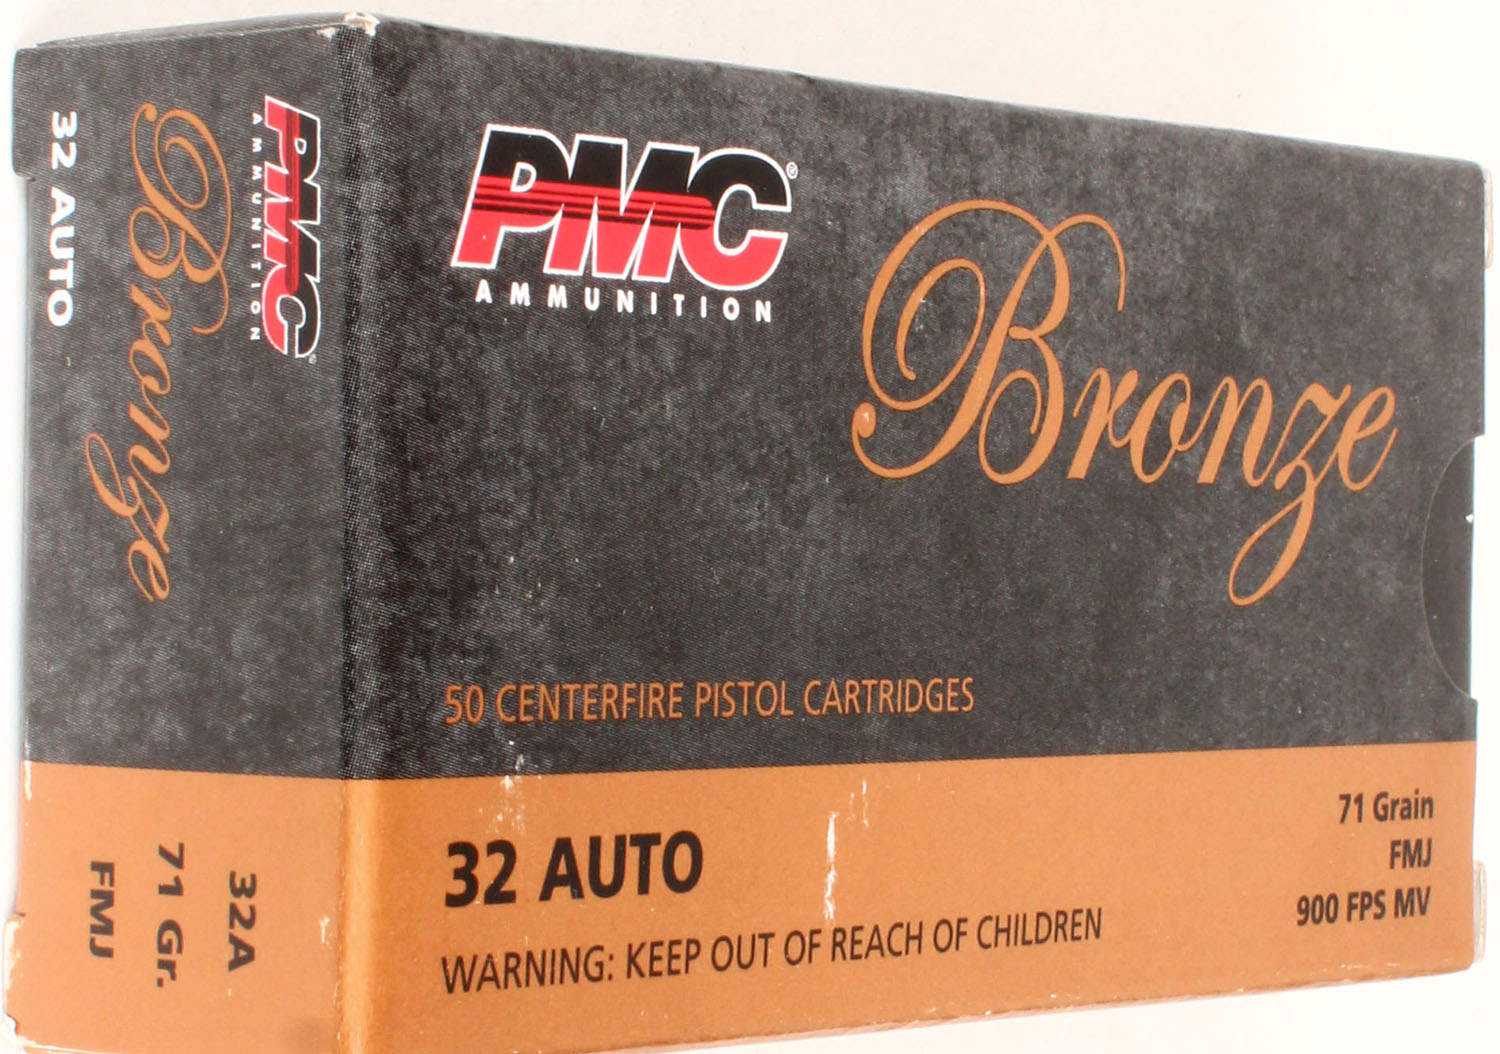 PMC®
AMMUNITION
Bronze
50 CENTERFIRE PISTOL CARTRIDGES
32 AUTO
WARNING: KEEP OUT OF REACH OF CHILDREN
71 Grain
FMJ
900 FPS MV
PMC®
AMMUNITION
Bronze
32 AUTO
32A
71 Gr.
FMJ